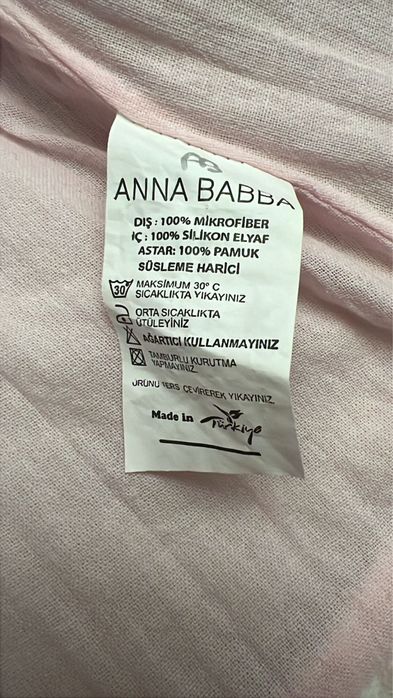 ANNA BABBA
DIŞ : 100% MİKROFİBER
İÇ : 100% SİLİKON ELYAF
ASTAR: 100% PAMUK
SÜSLEME HARİCİ
30 MAKSİMUM 30° C
SICAKLIKTA YIKAYINIZ
ORTA SICAKLIKTA
ÜTÜLEYİNİZ
AĞARTICI KULLANMAYINIZ
TAMBURLU KURUTMA
YAPMAYINIZ
ÜRÜNÜ TERS ÇEVİREREK YIKAYINIZ
Made in Türkiye